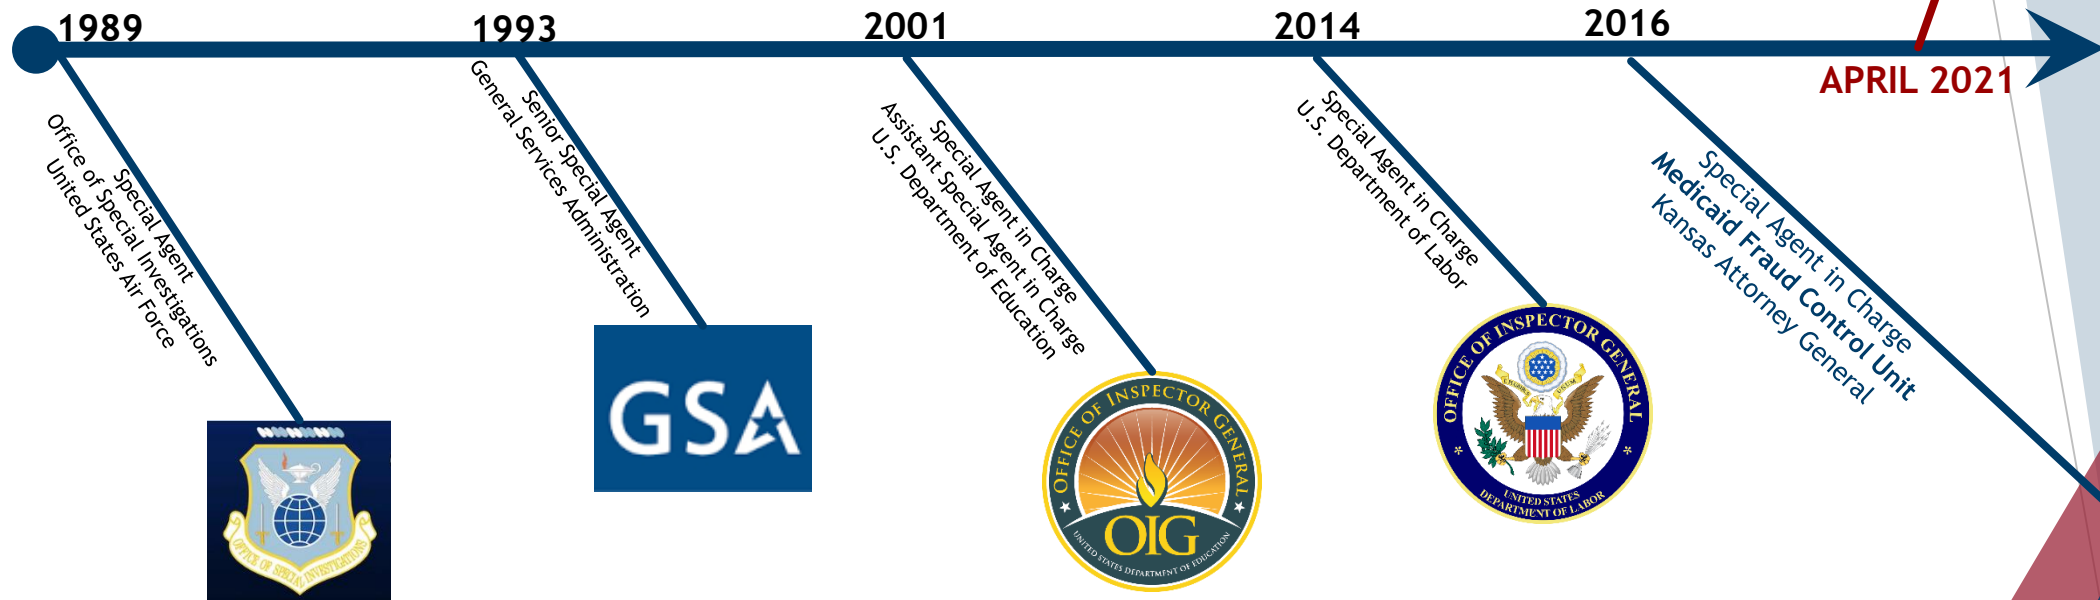 1989
1993
2001
2014
2016
APRIL 2021
Special Agent
Office of Special Investigations
United States Air Force
Senior Special Agent
General Services Administration
Special Agent in Charge
Assistant Special Agent in Charge
U.S. Department of Education
Special Agent in Charge
U.S. Department of Labor
Special Agent in Charge
Medicaid Fraud Control Unit
Kansas Attorney General
OFFICE OF SPECIAL INVESTIGATIONS
GSA
OFFICE OF INSPECTOR GENERAL
OIG
UNITED STATES DEPARTMENT OF EDUCATION
OFFICE OF INSPECTOR GENERAL
UNITED STATES
DEPARTMENT OF LABOR